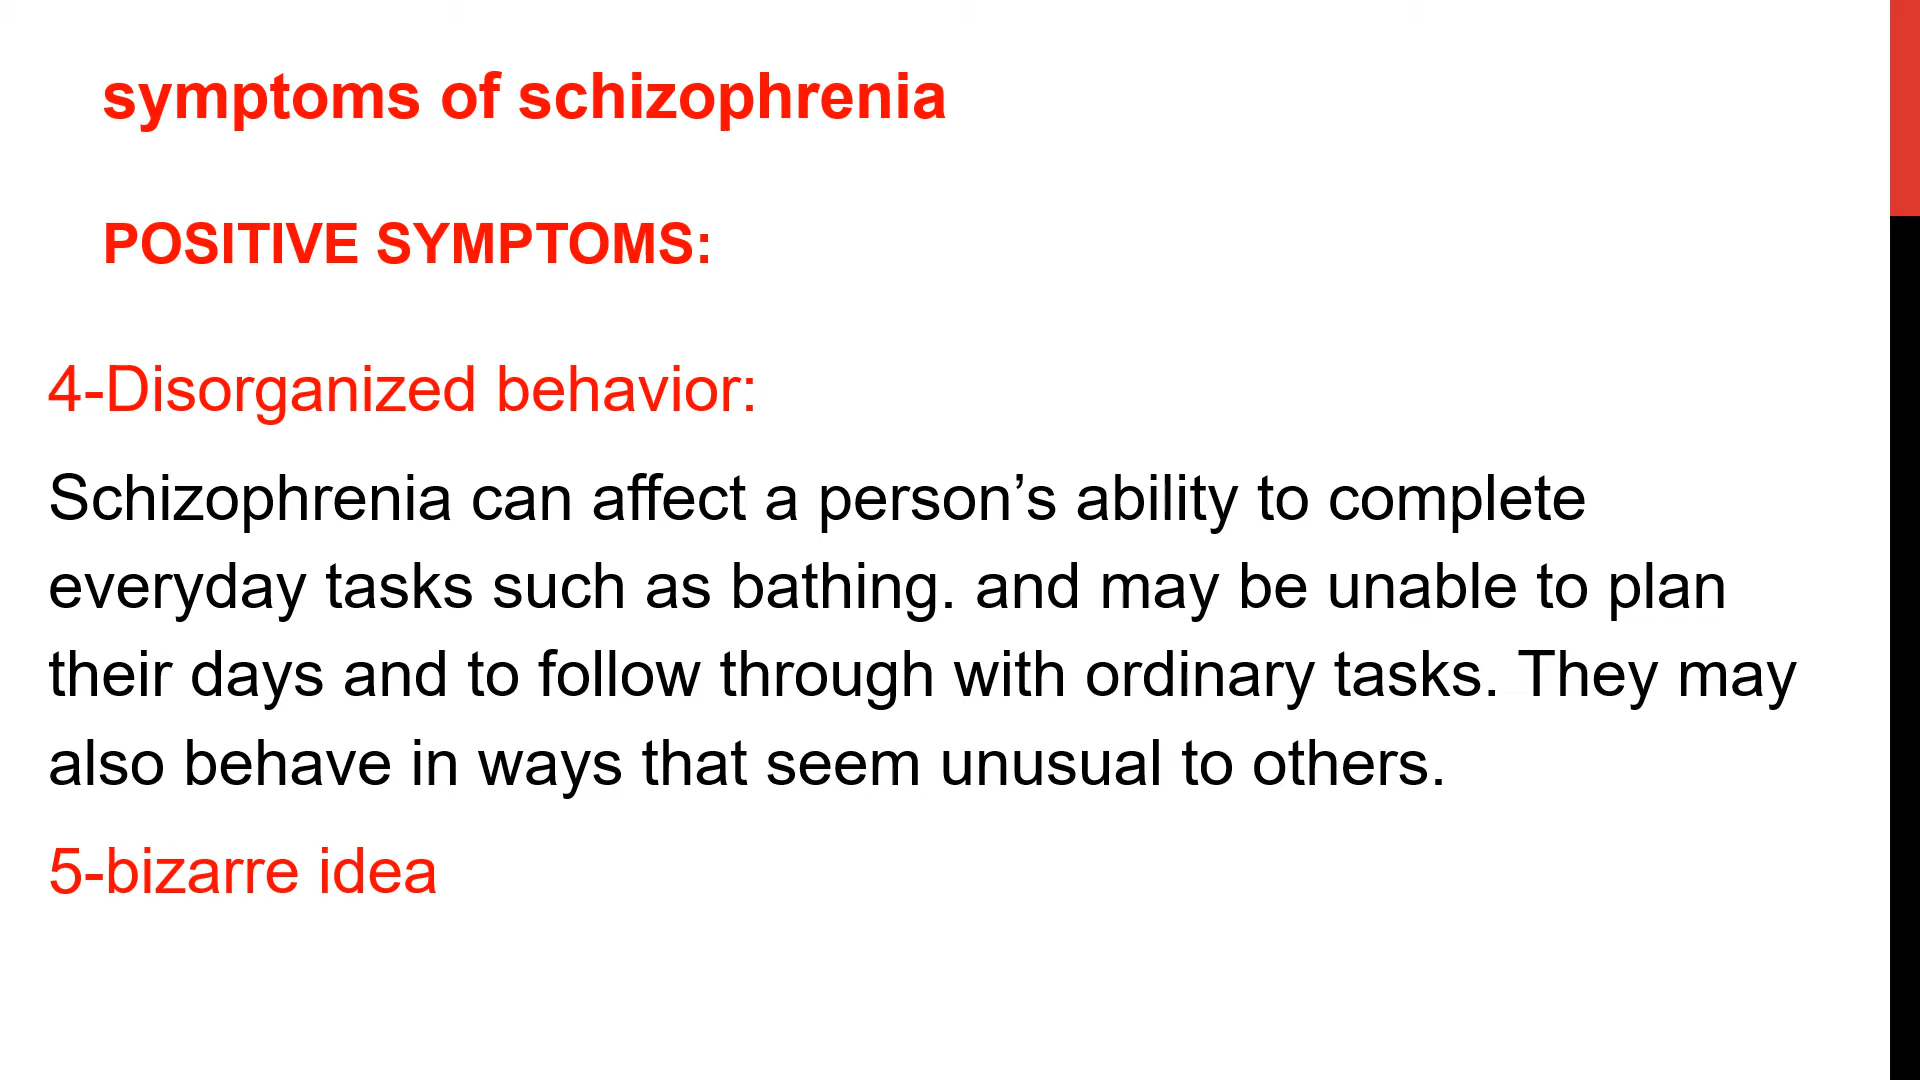 symptoms of schizophrenia
POSITIVE SYMPTOMS:
4-Disorganized behavior:
Schizophrenia can affect a person’s ability to complete
everyday tasks such as bathing. and may be unable to plan
their days and to follow through with ordinary tasks. They may
also behave in ways that seem unusual to others.
5-bizarre idea